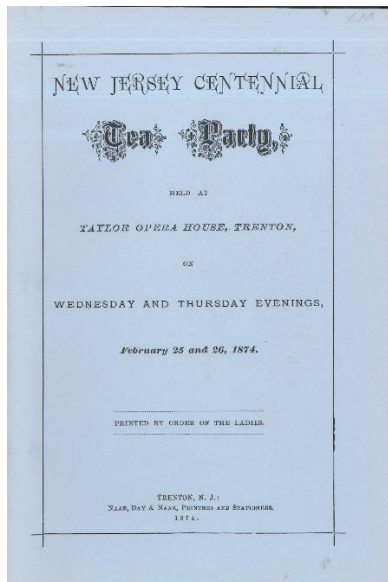 NEW JERSEY CENTENNIAL
Tea Party,
HELD AT
TAYLOR OPERA HOUSE, TRENTON,
ON
WEDNESDAY AND THURSDAY EVENINGS,
February 25 and 26, 1874.
PRINTED BY ORDER OF THE LADIES.
TRENTON, N. J.:
NAAR, DAY & NAAR, PRINTERS AND STATIONERS.
1874.